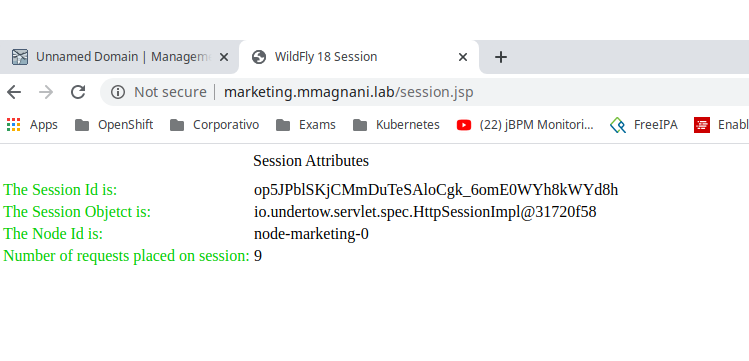 Unnamed Domain | Managem
WildFly 18 Session
Not secure | marketing.mmagnani.lab/session.jsp
Apps OpenShift Corporativo Exams Kubernetes (22) jBPM Monitori... FreeIPA Enabl
Session Attributes
The Session Id is: op5JPblSKjCMmDuTeSAloCgk_6omE0WYh8kWYd8h
The Session Objetct is: io.undertow.servlet.spec.HttpSessionImpl@31720f58
The Node Id is: node-marketing-0
Number of requests placed on session: 9